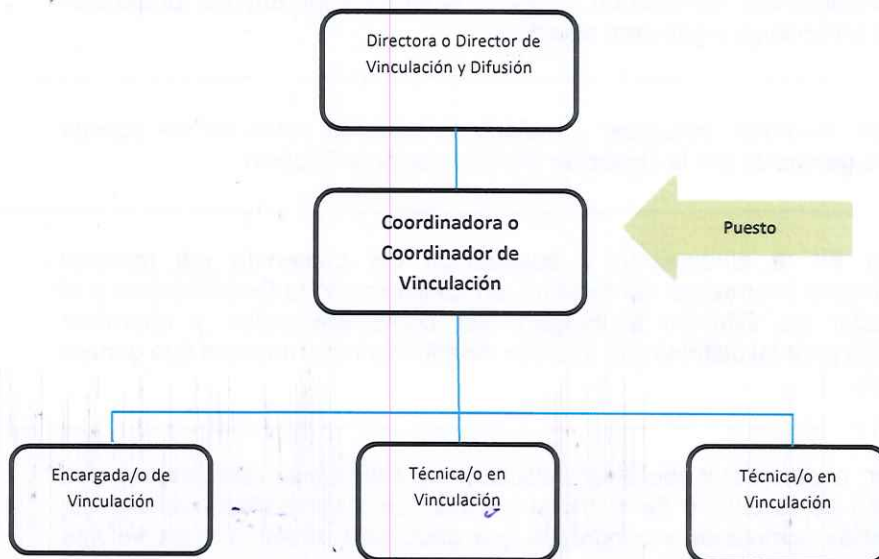 Directora o Director de
Vinculación y Difusión
Coordinadora o
Coordinador de
Vinculación
Puesto
Encargada/o de
Vinculación
Técnica/o en
Vinculación
Técnica/o en
Vinculación